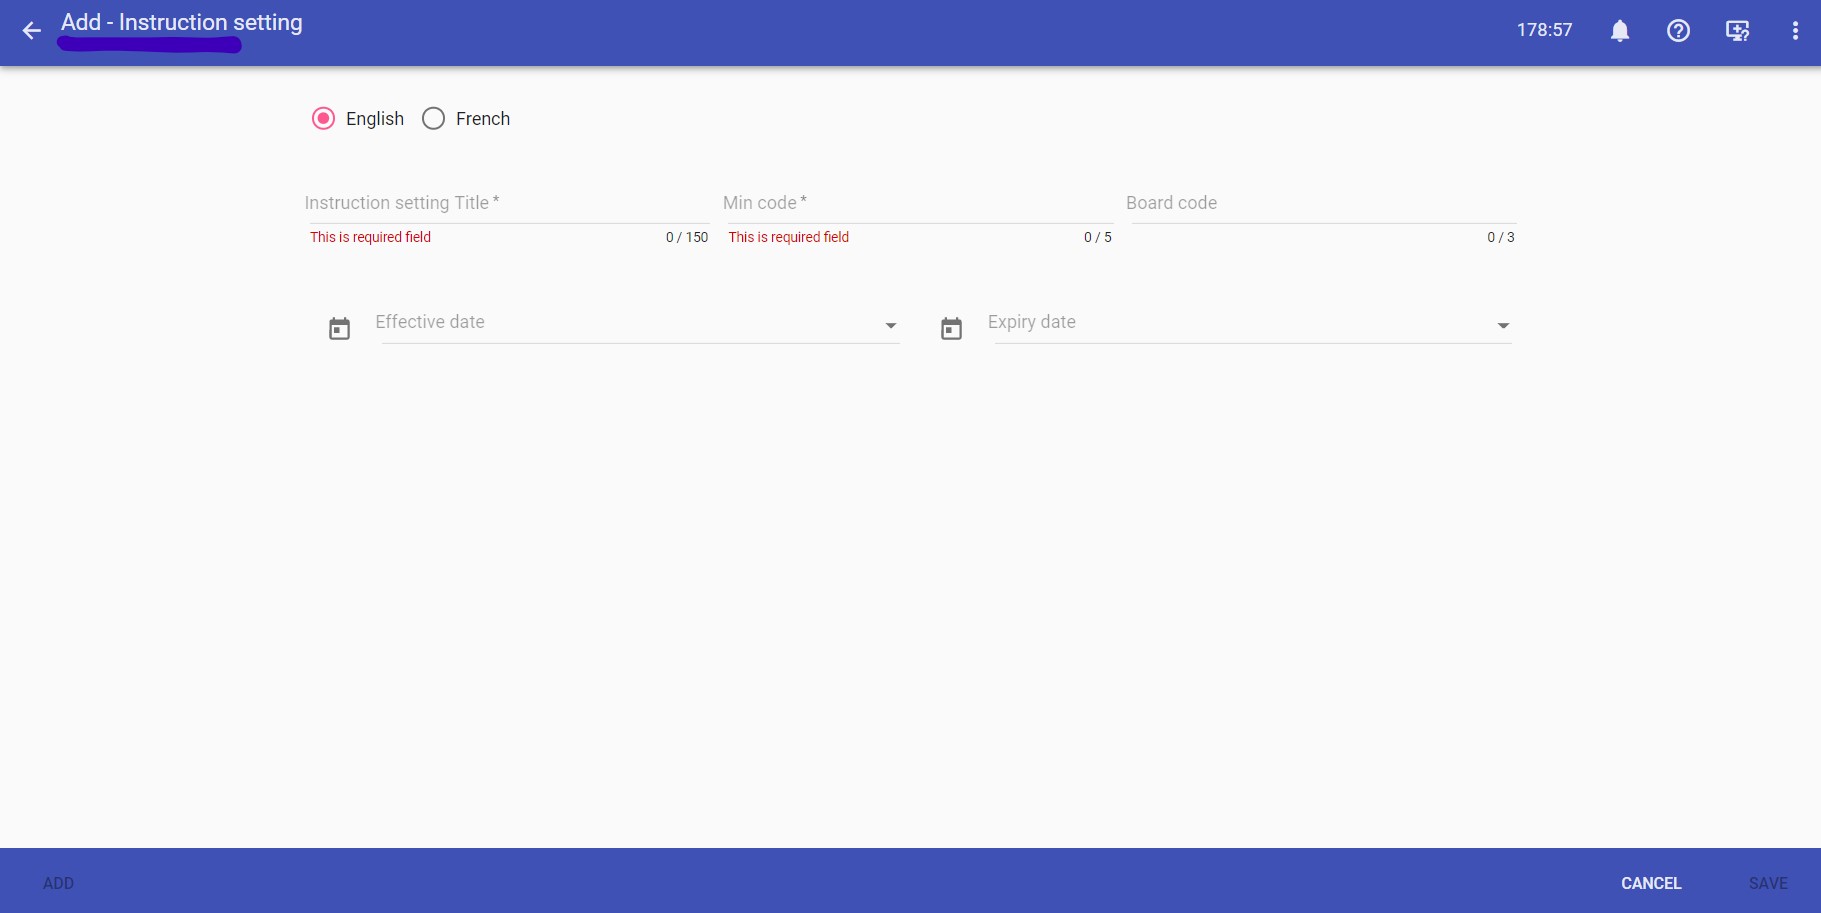 Add - Instruction setting
178:57
English French
Instruction setting Title * Min code * Board code
This is required field 0 / 150 This is required field 0 / 5 0 / 3
Effective date Expiry date
ADD CANCEL SAVE